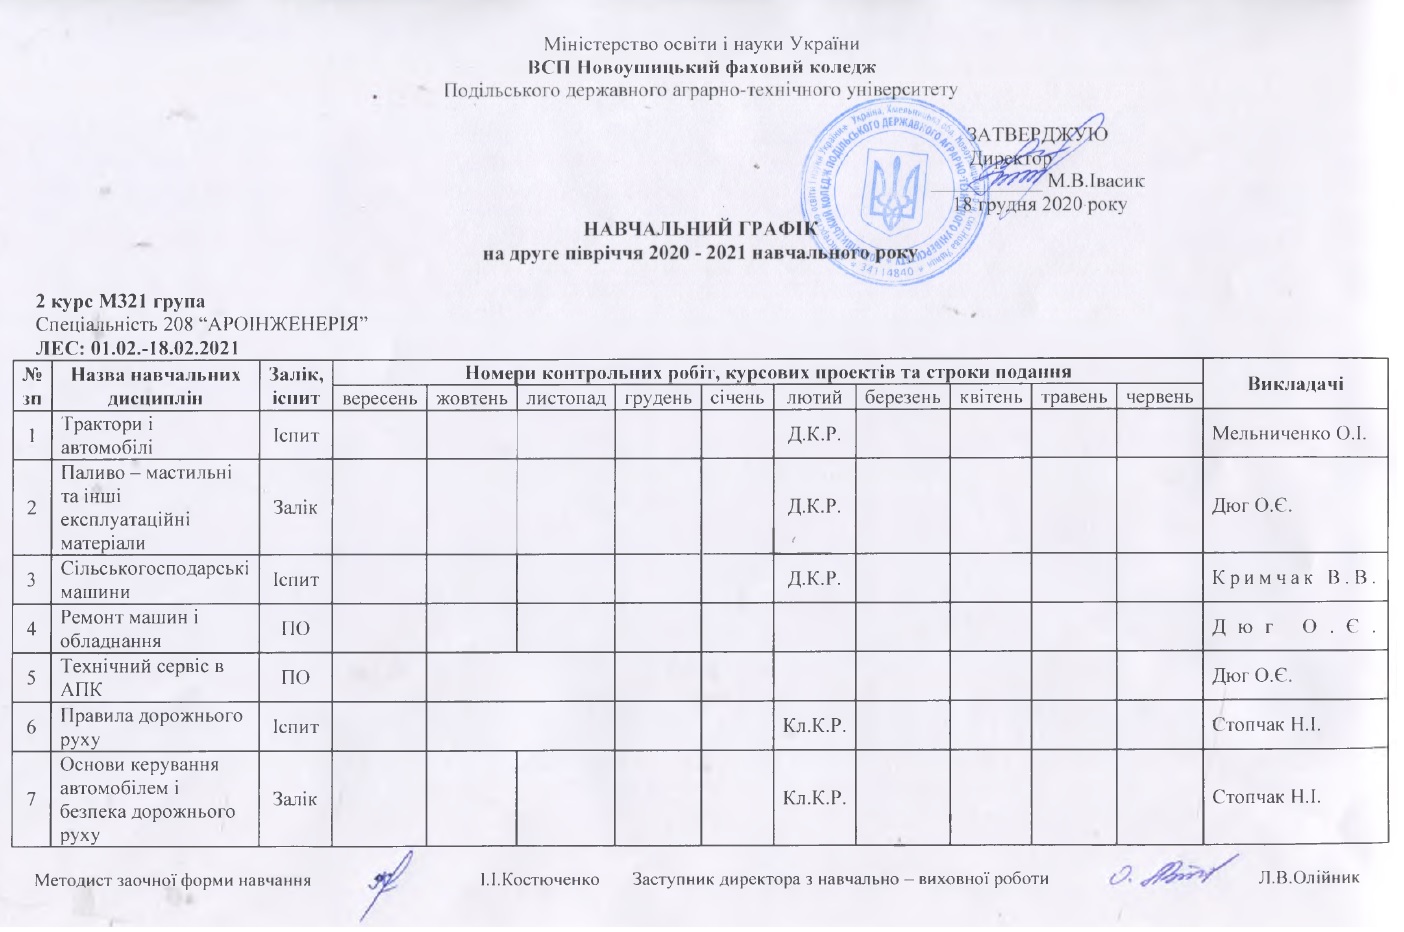 Міністерство освіти і науки України
ВСП Новоушицький фаховий коледж
Подільського державного аграрно-технічного університету
ЗАТВЕРДЖУЮ
Директор
М.В.Івасик
18 грудня 2020 року
34114840
НАВЧАЛЬНИЙ ГРАФІК
на друге півріччя 2020 - 2021 навчального року
2 курс М321 група
Спеціальність 208 “АРОІНЖЕНЕРІЯ”
ЛЕС: 01.02.-18.02.2021
№ зп Назва навчальних дисциплін Залік, іспит Номери контрольних робіт, курсових проектів та строки подання Викладачі
вересень жовтень листопад грудень січень лютий березень квітень травень червень
1 Трактори і автомобілі Іспит Д.К.Р. Мельниченко О.І.
2 Паливо – мастильні та інші експлуатаційні матеріали Залік Д.К.Р. Дюг О.Є.
3 Сільськогосподарські машини Іспит Д.К.Р. Кримчак В.В.
4 Ремонт машин і обладнання ПО Дюг О.Є.
5 Технічний сервіс в АПК ПО Дюг О.Є.
6 Правила дорожнього руху Іспит Кл.К.Р. Стопчак Н.І.
7 Основи керування автомобілем і безпека дорожнього руху Залік Кл.К.Р. Стопчак Н.І.
Методист заочної форми навчання І.І.Костюченко Заступник директора з навчально – виховної роботи Л.В.Олійник